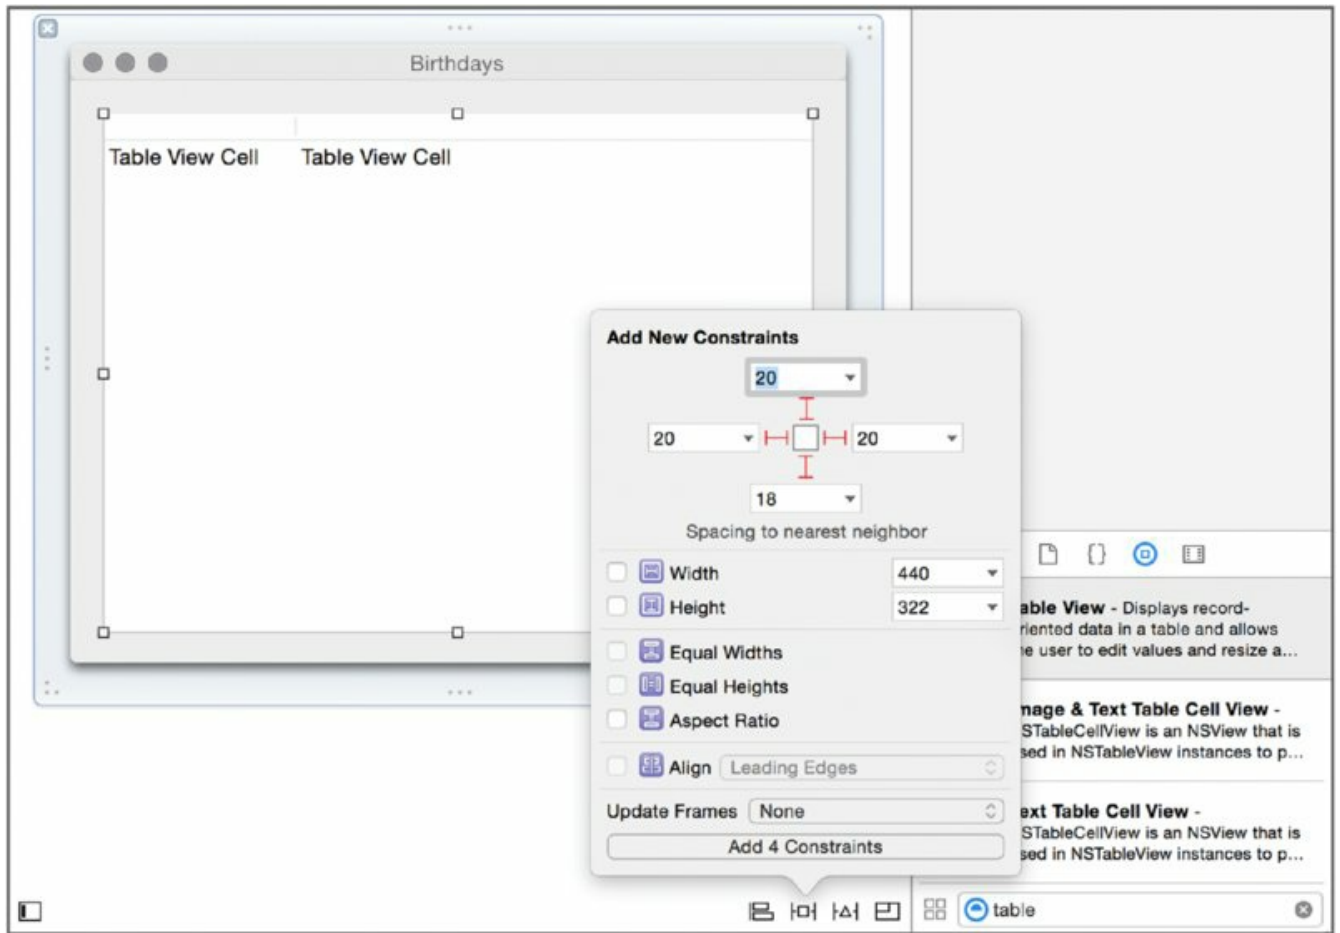 Birthdays
Table View Cell
Table View Cell
Add New Constraints
20
20
20
18
Spacing to nearest neighbor
Width
440
Height
322
Equal Widths
Equal Heights
Aspect Ratio
Align
Leading Edges
Update Frames
None
Add 4 Constraints
able View - Displays record-
riented data in a table and allows
e user to edit values and resize a...
mage & Text Table Cell View -
STableCellView is an NSView that is
sed in NSTableView instances to p...
ext Table Cell View -
STableCellView is an NSView that is
sed in NSTableView instances to p...
table